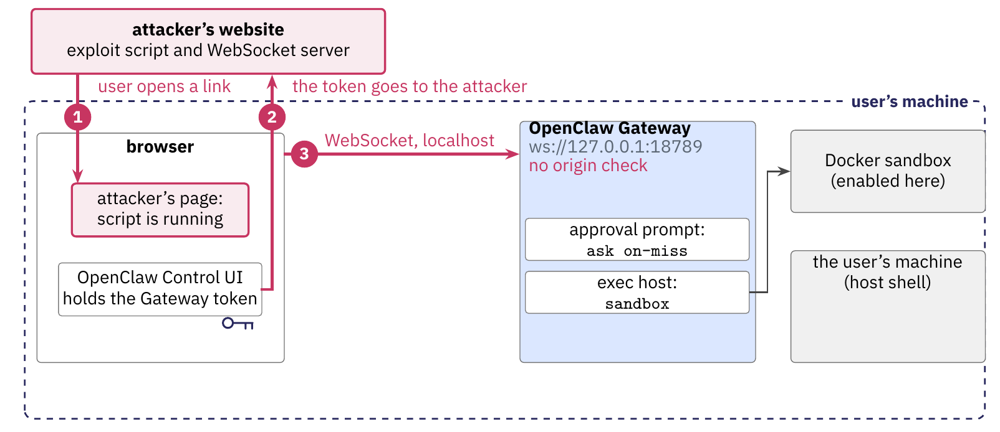 attacker’s website
exploit script and WebSocket server
user opens a link
the token goes to the attacker
user’s machine
1
2
browser
3
WebSocket, localhost
OpenClaw Gateway
ws://127.0.0.1:18789
no origin check
Docker sandbox
(enabled here)
attacker’s page:
script is running
approval prompt:
ask on-miss
the user’s machine
(host shell)
OpenClaw Control UI
holds the Gateway token
exec host:
sandbox